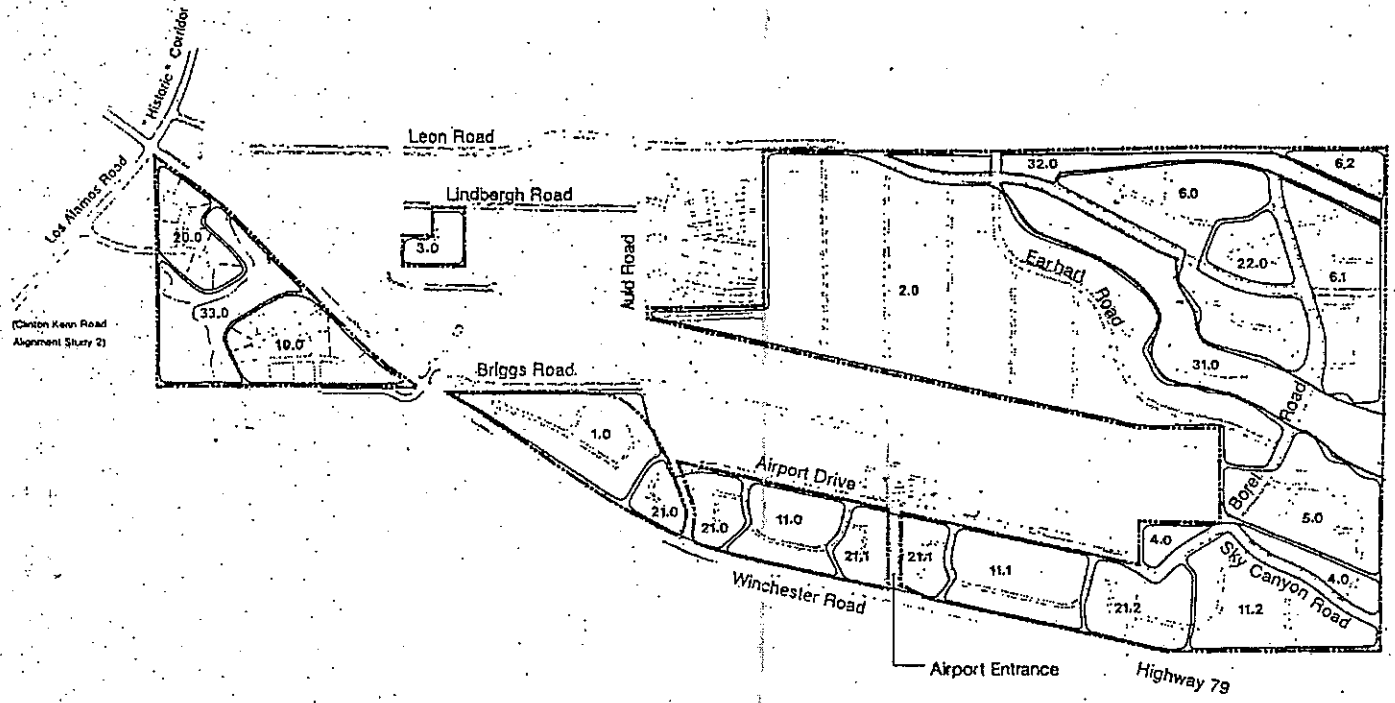 "Historic" Corridor
Los Alamos Road
(Clinton Kenn Road
Alignment Study 2)
Leon Road
Lindbergh Road
Auld Road
Briggs Road
Earhart Road
Borel Road
Airport Drive
Winchester Road
Sky Canyon Road
Airport Entrance
Highway 79
20.0
33.0
10.0
3.0
2.0
32.0
6.2
6.0
22.0
6.1
31.0
5.0
1.0
21.0
21.0
11.0
21.1
21.1
11.1
4.0
4.0
21.2
11.2